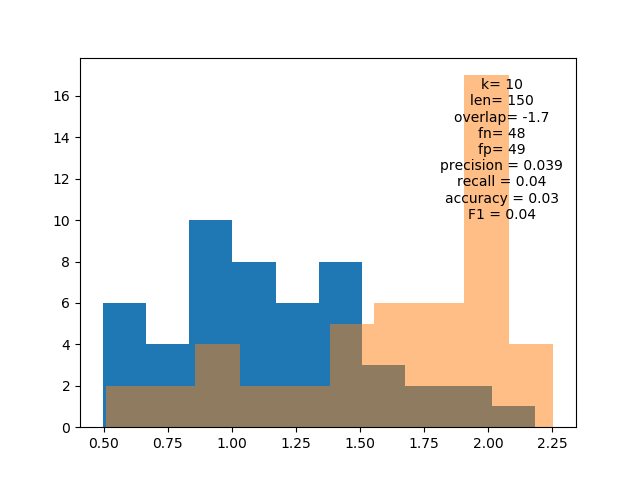 k= 10
len= 150
overlap= -1.7
fn= 48
fp= 49
precision = 0.039
recall = 0.04
accuracy = 0.03
F1 = 0.04
16
14
12
10
8
6
4
2
0
0.50 0.75 1.00 1.25 1.50 1.75 2.00 2.25